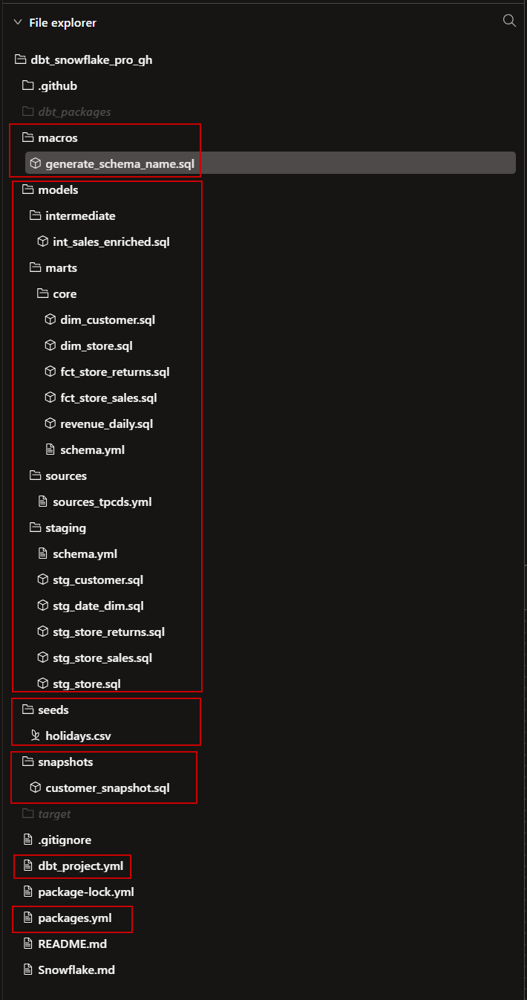 File explorer
dbt_snowflake_pro_gh
.github
dbt_packages
macros
generate_schema_name.sql
models
intermediate
int_sales_enriched.sql
marts
core
dim_customer.sql
dim_store.sql
fct_store_returns.sql
fct_store_sales.sql
revenue_daily.sql
schema.yml
sources
sources_tpcds.yml
staging
schema.yml
stg_customer.sql
stg_date_dim.sql
stg_store_returns.sql
stg_store_sales.sql
stg_store.sql
seeds
holidays.csv
snapshots
customer_snapshot.sql
target
.gitignore
dbt_project.yml
package-lock.yml
packages.yml
README.md
Snowflake.md